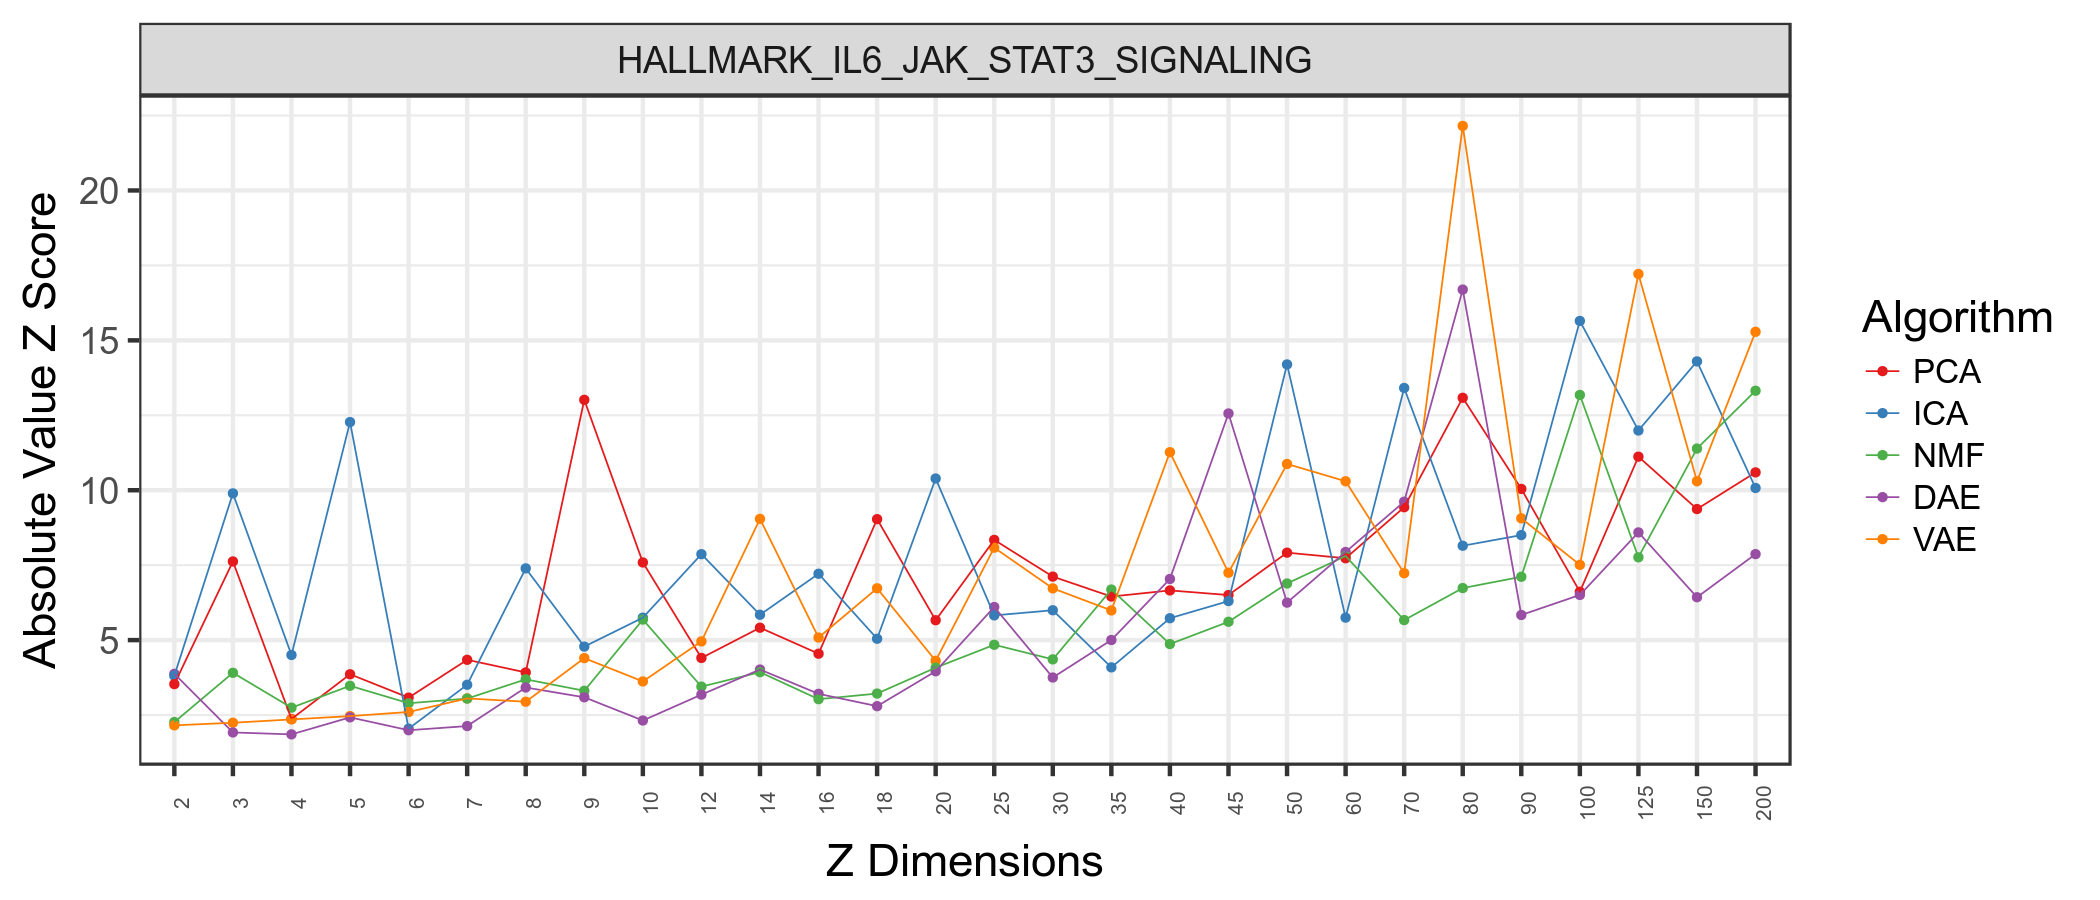 HALLMARK_IL6_JAK_STAT3_SIGNALING
Absolute Value Z Score
20
15
10
5
2 3 4 5 6 7 8 9 10 12 14 16 18 20 25 30 35 40 45 50 60 70 80 90 100 125 150 200
Z Dimensions
Algorithm
PCA
ICA
NMF
DAE
VAE